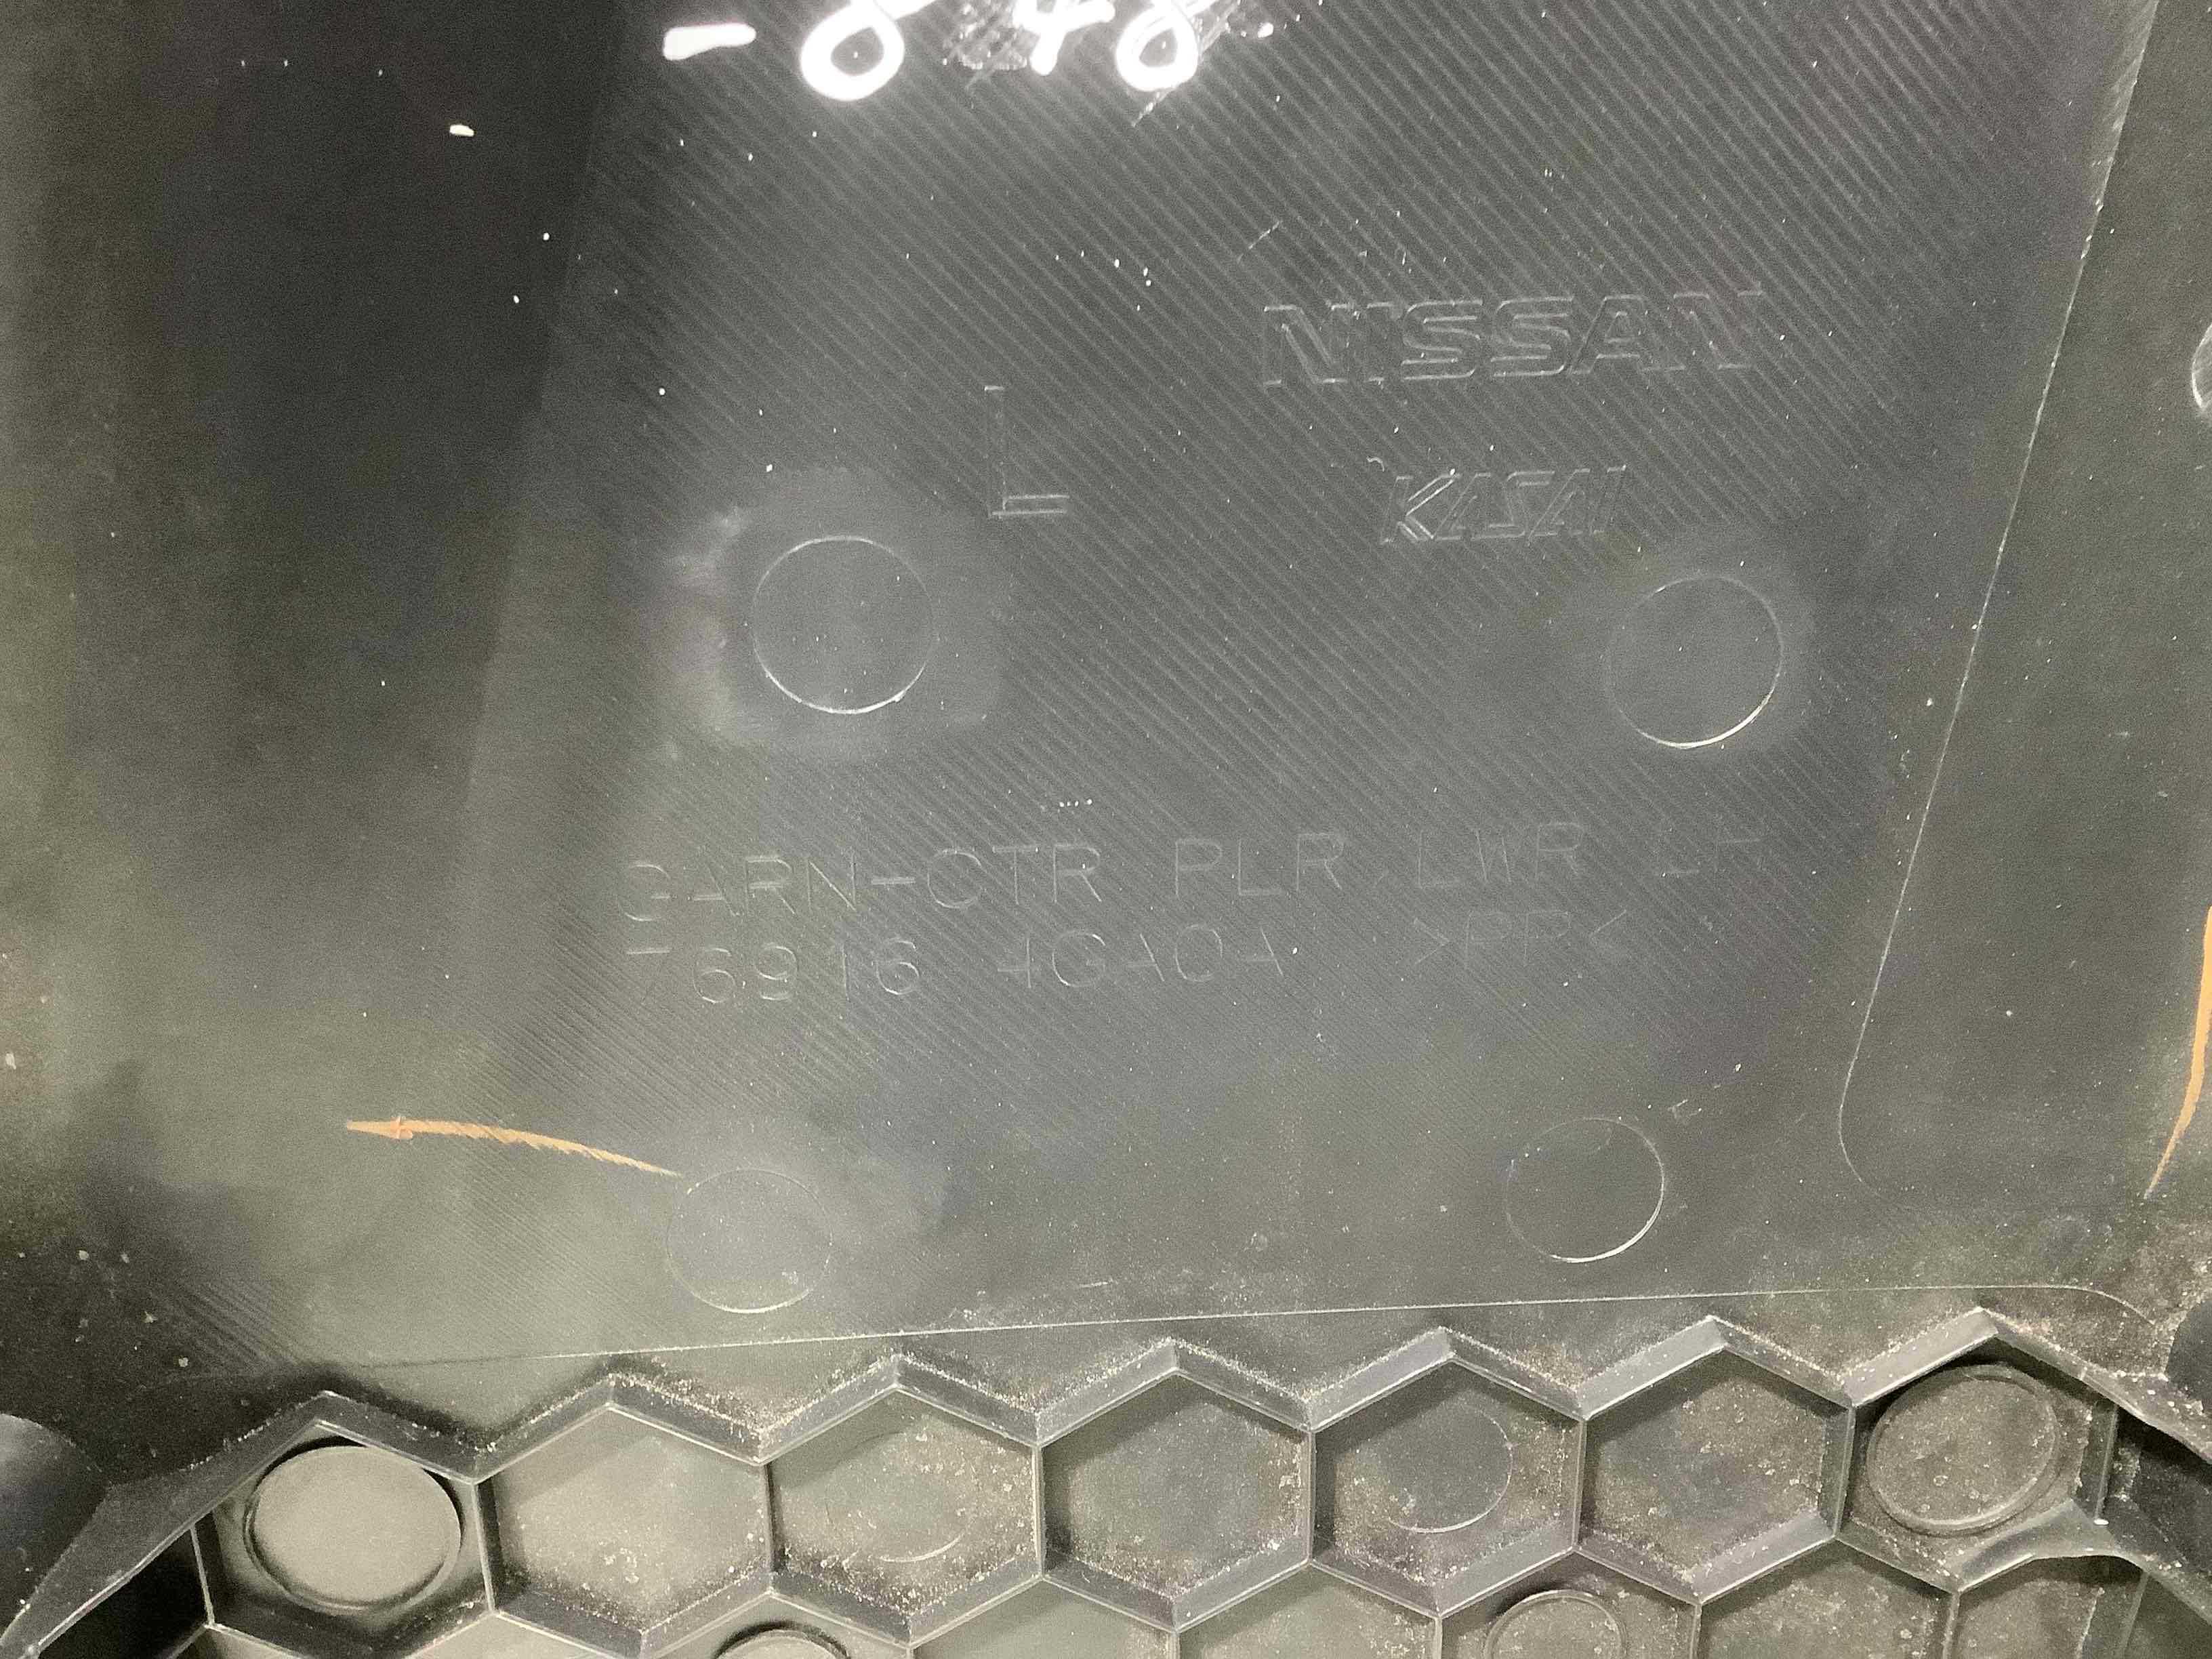 NISSAN
L
KASAI
GARN-CTR PLR, LWR LH
76916 4GA0A >PP<